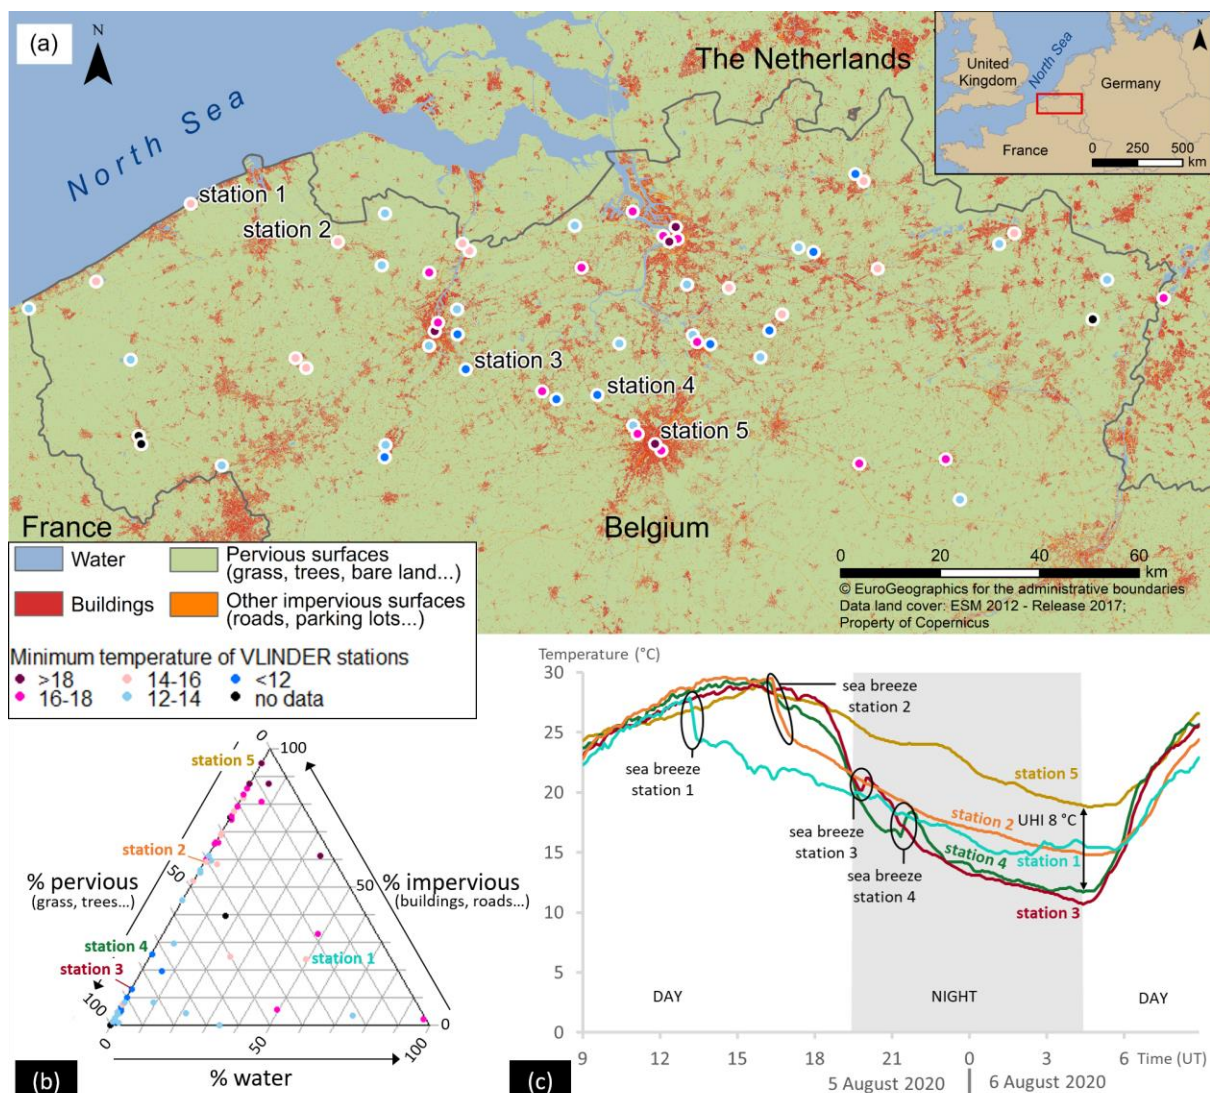 (a)
N
North Sea
The Netherlands
United
Kingdom
North Sea
Germany
France
N
0 250 500
km
station 1
station 2
station 3
station 4
station 5
France
Belgium
0 20 40 60
km
© EuroGeographics for the administrative boundaries
Data land cover: ESM 2012 - Release 2017;
Property of Copernicus
Water
Pervious surfaces
(grass, trees, bare land...)
Buildings
Other impervious surfaces
(roads, parking lots...)
Minimum temperature of VLINDER stations
>18 14-16 <12
16-18 12-14 no data
0
100
station 5
station 2
50
% pervious
(grass, trees...)
50
% impervious
(buildings, roads...)
station 4
station 3
station 1
100
0
0
50
100
% water
(b)
Temperature (°C)
30
25
20
15
10
5
0
sea breeze
station 1
sea breeze
station 2
sea breeze
station 3
sea breeze
station 4
station 5
UHI 8 °C
station 2
station 1
station 4
station 3
DAY NIGHT DAY
9 12 15 18 21 0 3 6 Time (UT)
5 August 2020 6 August 2020
(c)